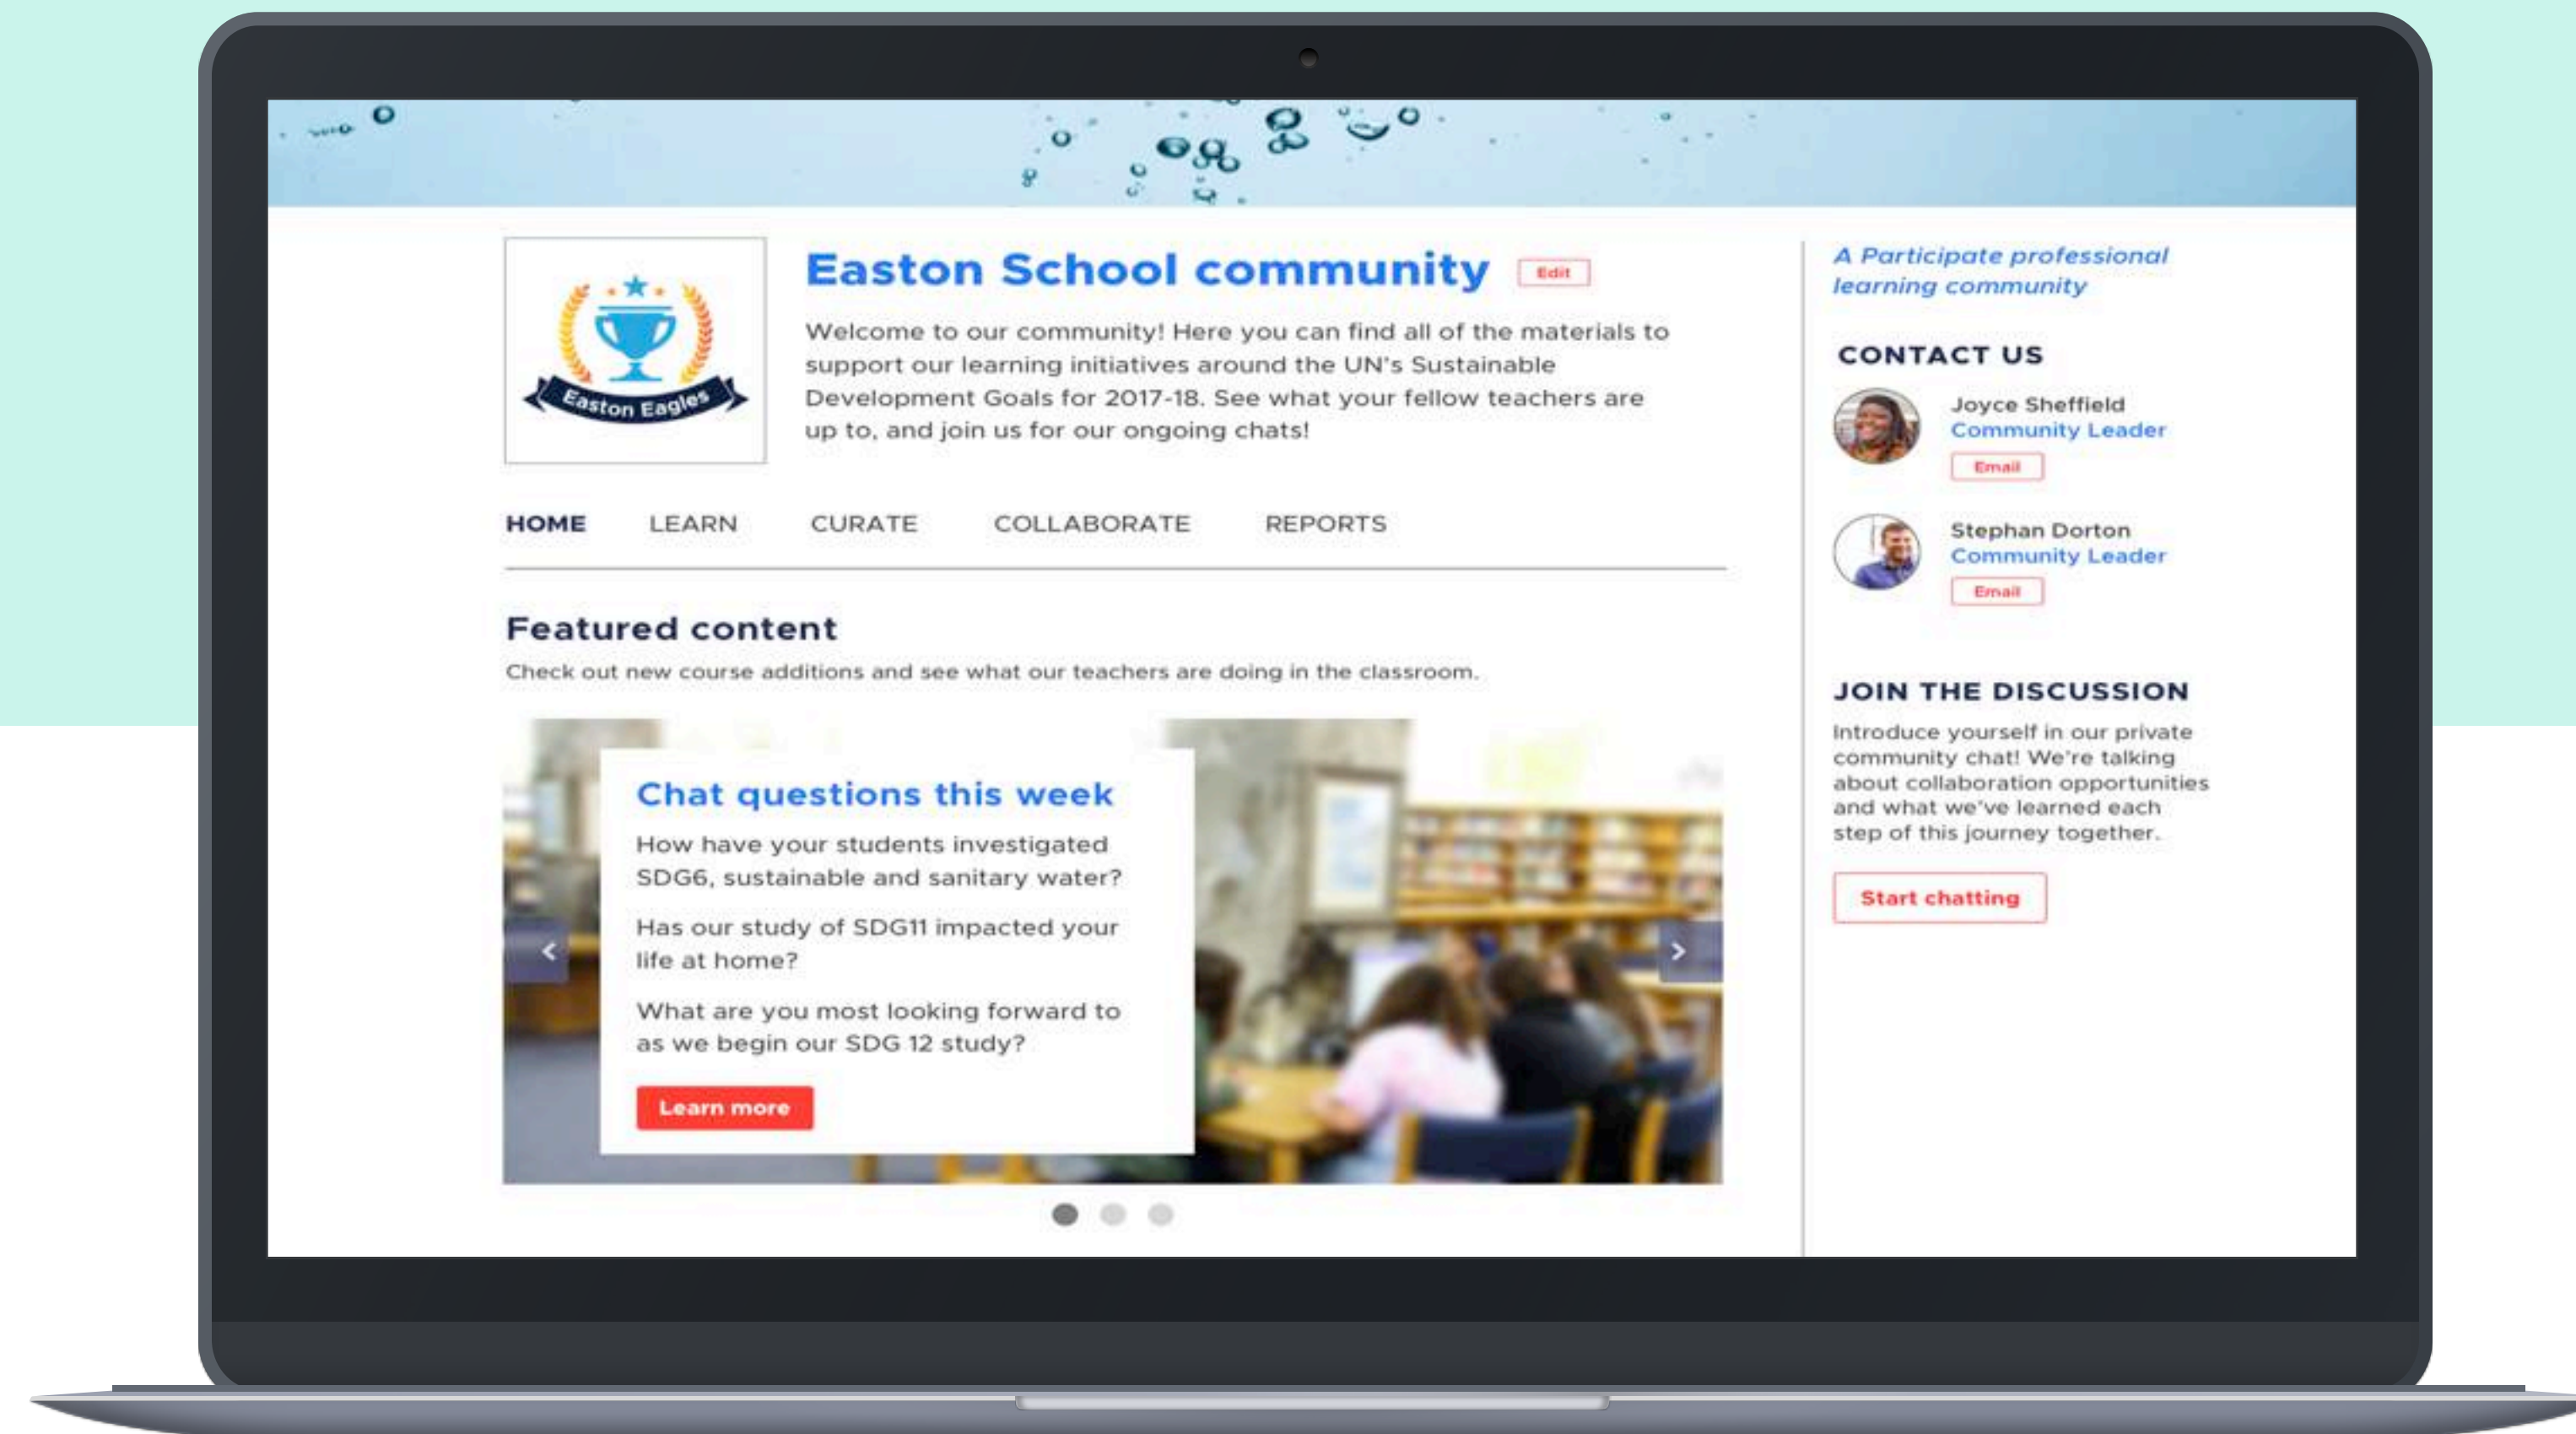 Easton Eagles
Easton School community
Edit
Welcome to our community! Here you can find all of the materials to
support our learning initiatives around the UN's Sustainable
Development Goals for 2017-18. See what your fellow teachers are
up to, and join us for our ongoing chats!
HOME LEARN CURATE COLLABORATE REPORTS
Featured content
Check out new course additions and see what our teachers are doing in the classroom.
Chat questions this week
How have your students investigated
SDG6, sustainable and sanitary water?
Has our study of SDG11 impacted your
life at home?
What are you most looking forward to
as we begin our SDG 12 study?
Learn more
A Participate professional
learning community
CONTACT US
Joyce Sheffield
Community Leader
Email
Stephan Dorton
Community Leader
Email
JOIN THE DISCUSSION
Introduce yourself in our private
community chat! We're talking
about collaboration opportunities
and what we've learned each
step of this journey together.
Start chatting